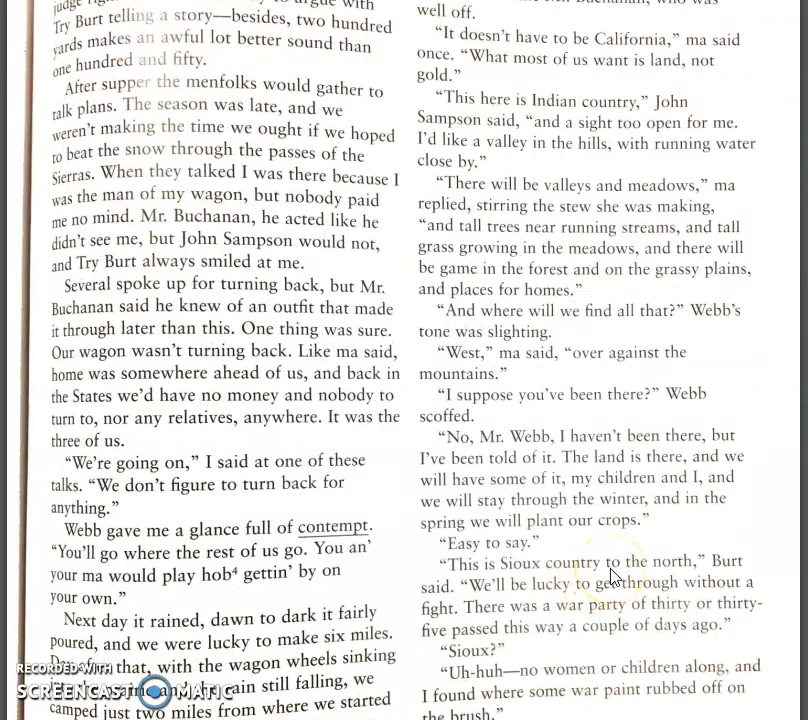 judge
argue with
Try Burt telling a story—besides, two hundred
yards makes an awful lot better sound than
one hundred and fifty.
After supper the menfolks would gather to
talk plans. The season was late, and we
weren't making the time we ought if we hoped
to beat the snow through the passes of the
Sierras. When they talked I was there because I
was the man of my wagon, but nobody paid
me no mind. Mr. Buchanan, he acted like he
didn't see me, but John Sampson would not,
and Try Burt always smiled at me.
Several spoke up for turning back, but Mr.
Buchanan said he knew of an outfit that made
it through later than this. One thing was sure.
Our wagon wasn't turning back. Like ma said,
home was somewhere ahead of us, and back in
the States we'd have no money and nobody to
turn to, nor any relatives, anywhere. It was the
three of us.
"We're going on," I said at one of these
talks. "We don't figure to turn back for
anything."
Webb gave me a glance full of contempt.
"You'll go where the rest of us go. You an'
your ma would play hob⁴ gettin' by on
your own."
Next day it rained, dawn to dark it fairly
poured, and we were lucky to make six miles.
that, with the wagon wheels sinking
rain still falling, we
camped just two miles from where we started
well off.
"It doesn't have to be California," ma said
once. "What most of us want is land, not
gold."
"This here is Indian country," John
Sampson said, "and a sight too open for me.
I'd like a valley in the hills, with running water
close by."
"There will be valleys and meadows," ma
replied, stirring the stew she was making,
"and tall trees near running streams, and tall
grass growing in the meadows, and there will
be game in the forest and on the grassy plains,
and places for homes."
"And where will we find all that?" Webb's
tone was slighting.
"West," ma said, "over against the
mountains."
"I suppose you've been there?" Webb
scoffed.
"No, Mr. Webb, I haven't been there, but
I've been told of it. The land is there, and we
will have some of it, my children and I, and
we will stay through the winter, and in the
spring we will plant our crops."
"Easy to say."
"This is Sioux country to the north," Burt
said. "We'll be lucky to get through without a
fight. There was a war party of thirty or thirty-
five passed this way a couple of days ago."
"Sioux?"
"Uh-huh—no women or children along, and
I found where some war paint rubbed off on
the brush."
RECORDED WITH
SCREENCAST O MATIC